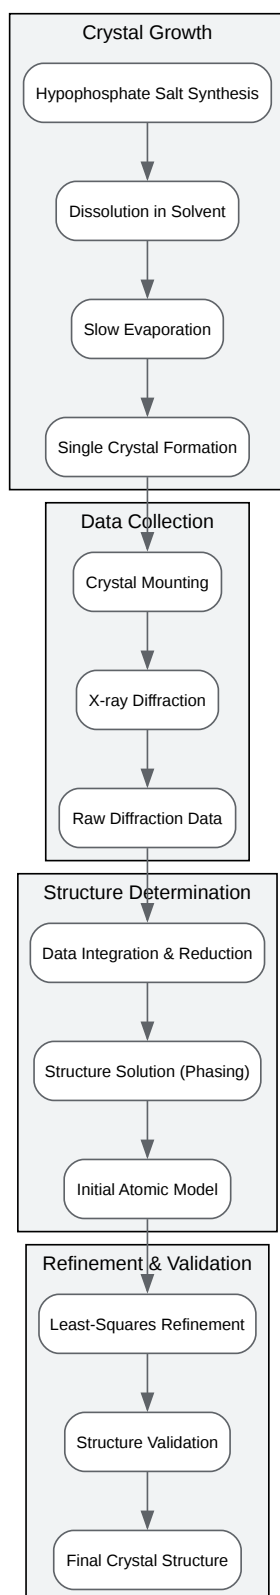 Crystal Growth
Hypophosphate Salt Synthesis
Dissolution in Solvent
Slow Evaporation
Single Crystal Formation
Data Collection
Crystal Mounting
X-ray Diffraction
Raw Diffraction Data
Structure Determination
Data Integration & Reduction
Structure Solution (Phasing)
Initial Atomic Model
Refinement & Validation
Least-Squares Refinement
Structure Validation
Final Crystal Structure